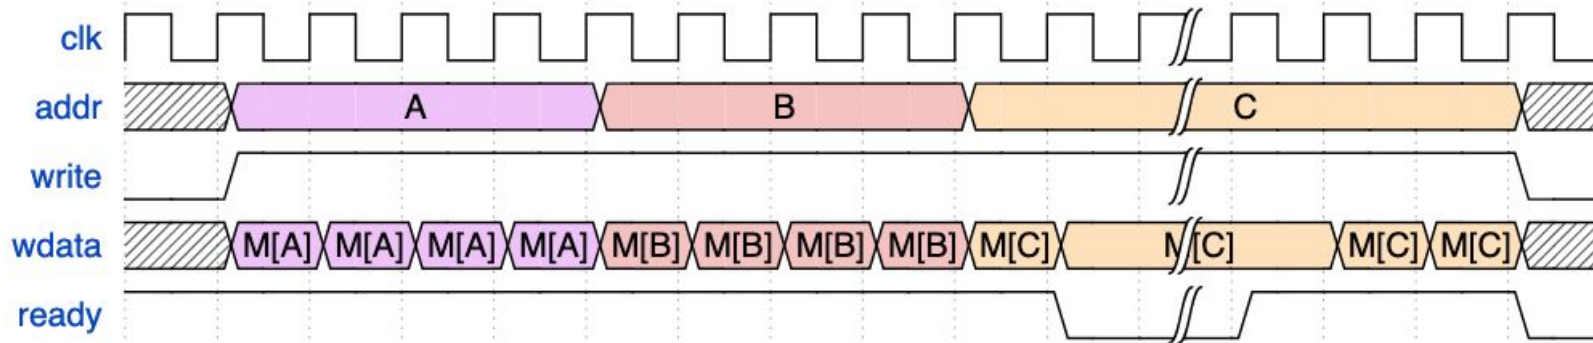 clk
addr A B C
write
wdata M[A] M[A] M[A] M[A] M[B] M[B] M[B] M[B] M[C] M[C] M[C] M[C]
ready